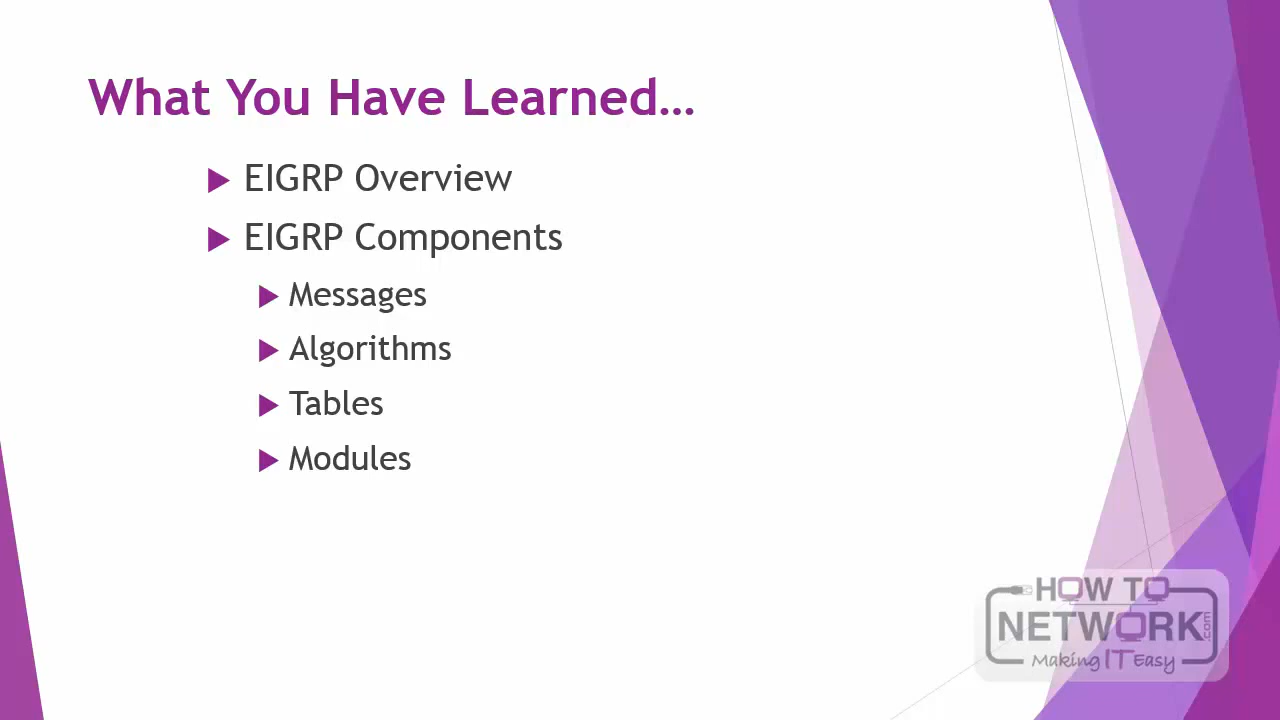 What You Have Learned...
EIGRP Overview
EIGRP Components
Messages
Algorithms
Tables
Modules
HOW TO
NETWORK.com
Making IT Easy